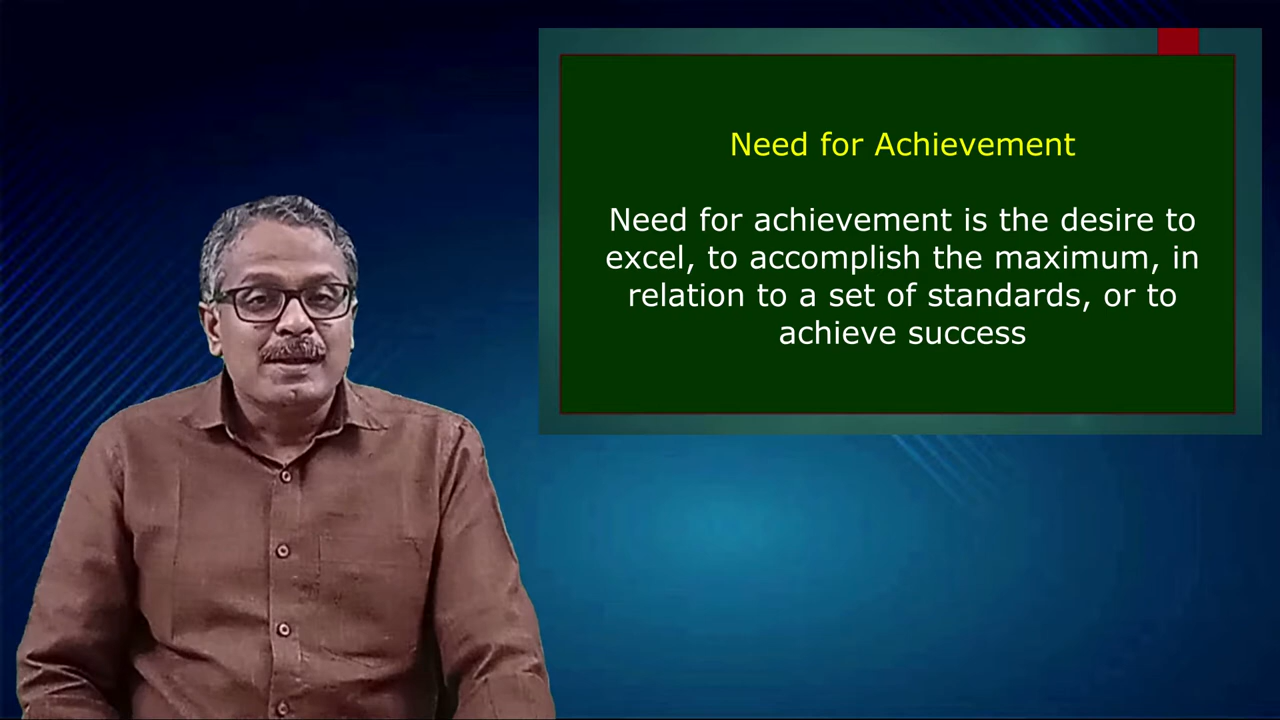 Need for Achievement
Need for achievement is the desire to
excel, to accomplish the maximum, in
relation to a set of standards, or to
achieve success